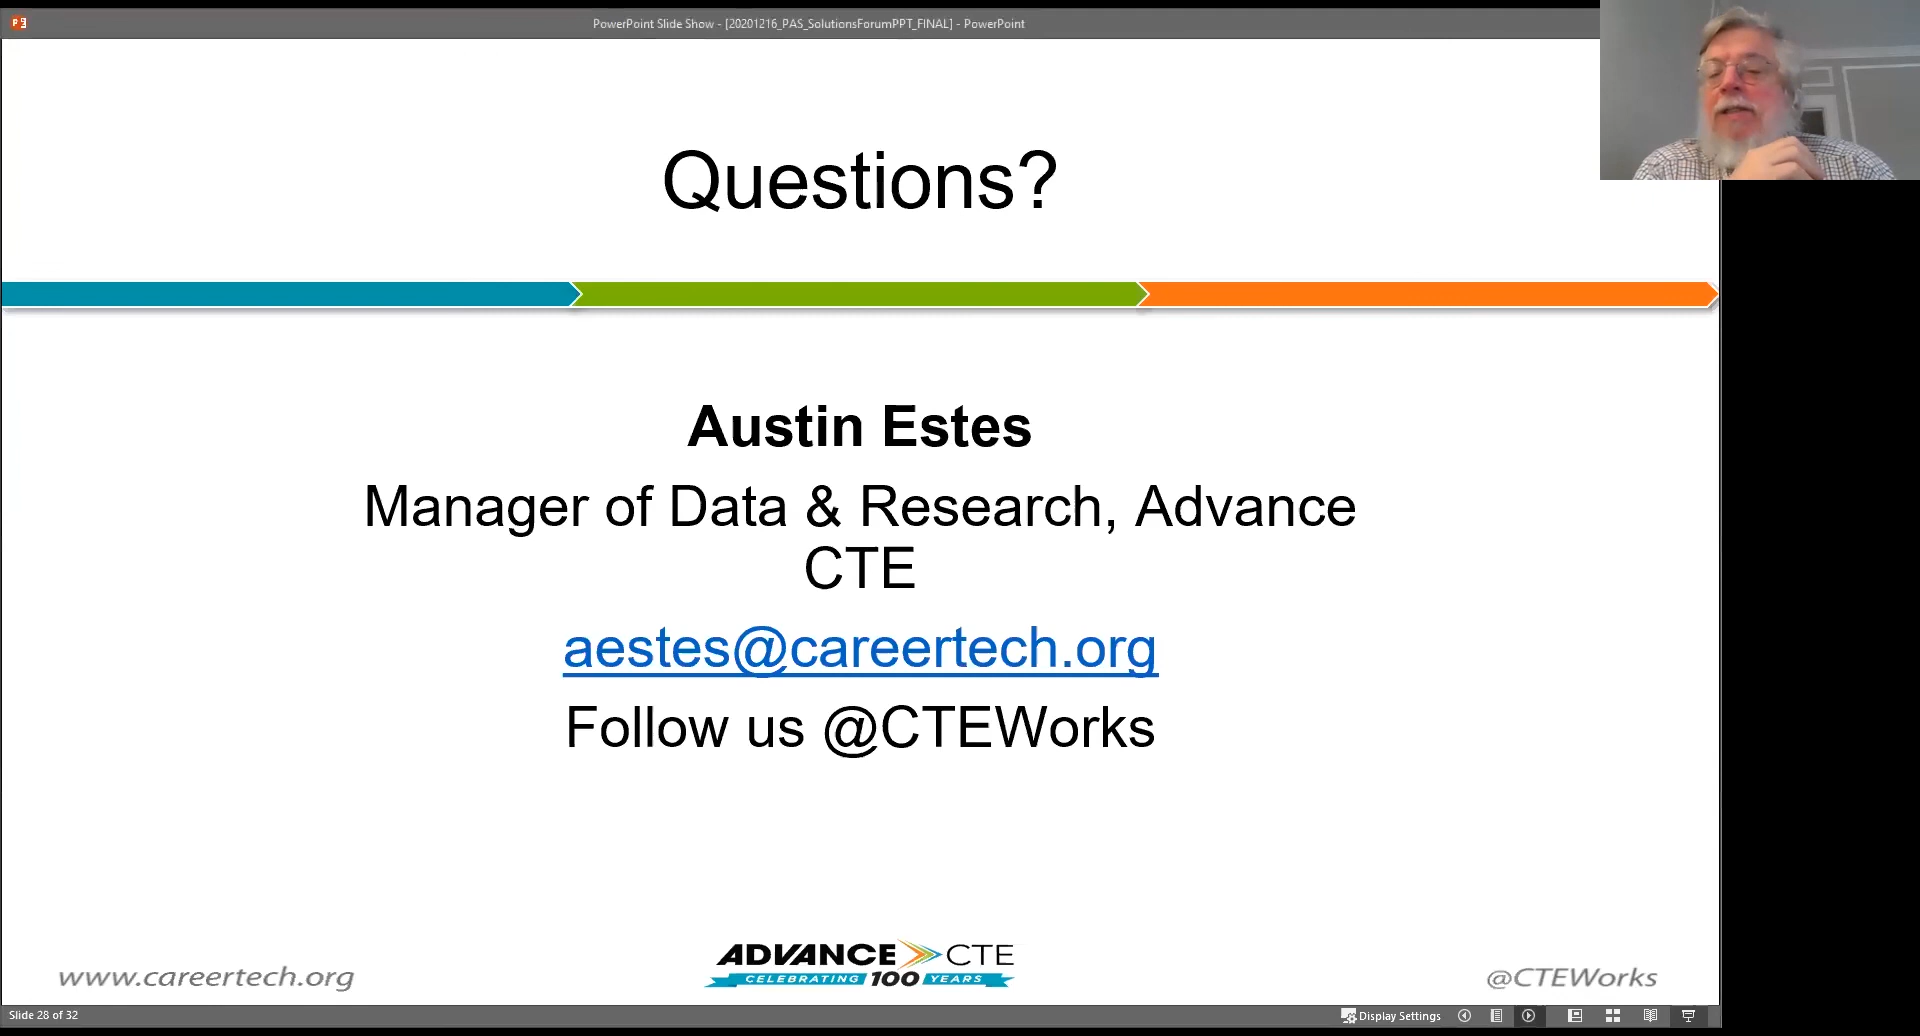 PowerPoint Slide Show - [20201216_PAS_SolutionsForumPPT_FINAL] - PowerPoint
Questions?
Austin Estes
Manager of Data & Research, Advance
CTE
aestes@careertech.org
Follow us @CTEWorks
www.careertech.org
ADVANCE CTE
CELEBRATING 100 YEARS
@CTEWorks
Slide 28 of 32
Display Settings